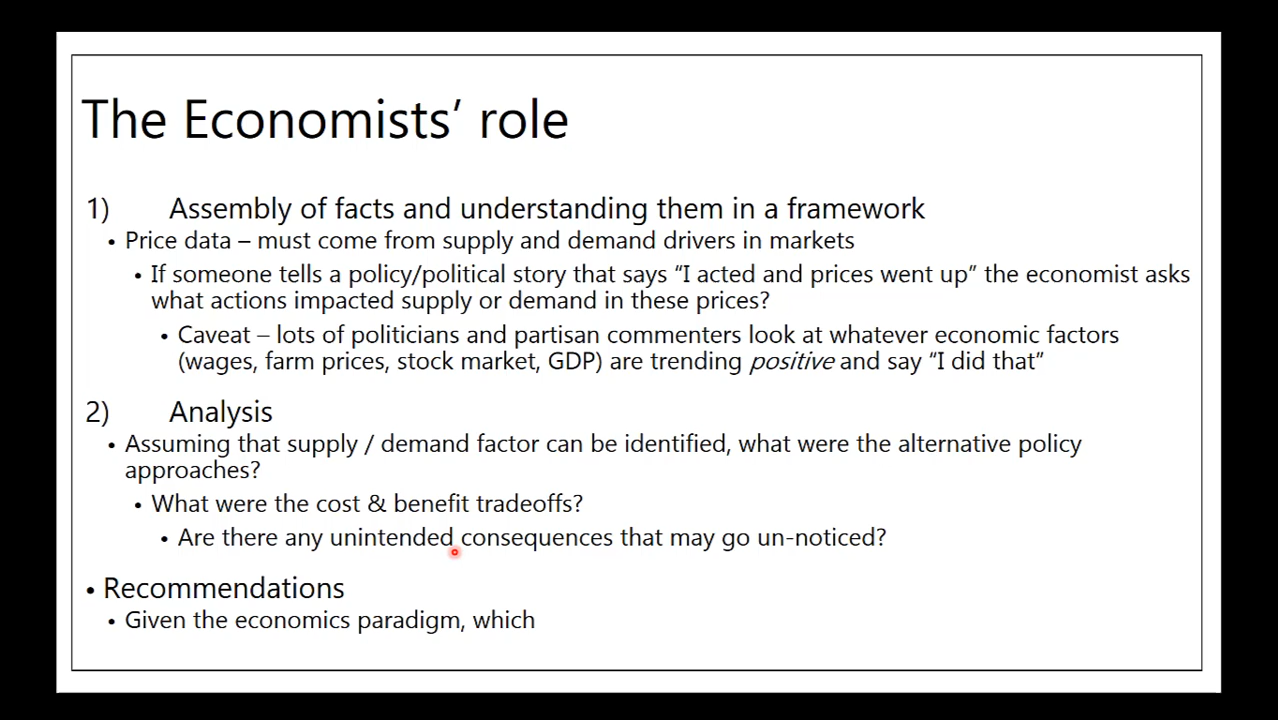 The Economists’ role
1) Assembly of facts and understanding them in a framework
• Price data – must come from supply and demand drivers in markets
• If someone tells a policy/political story that says “I acted and prices went up” the economist asks
what actions impacted supply or demand in these prices?
• Caveat – lots of politicians and partisan commenters look at whatever economic factors
(wages, farm prices, stock market, GDP) are trending positive and say “I did that”
2) Analysis
• Assuming that supply / demand factor can be identified, what were the alternative policy
approaches?
• What were the cost & benefit tradeoffs?
• Are there any unintended consequences that may go un-noticed?
• Recommendations
• Given the economics paradigm, which